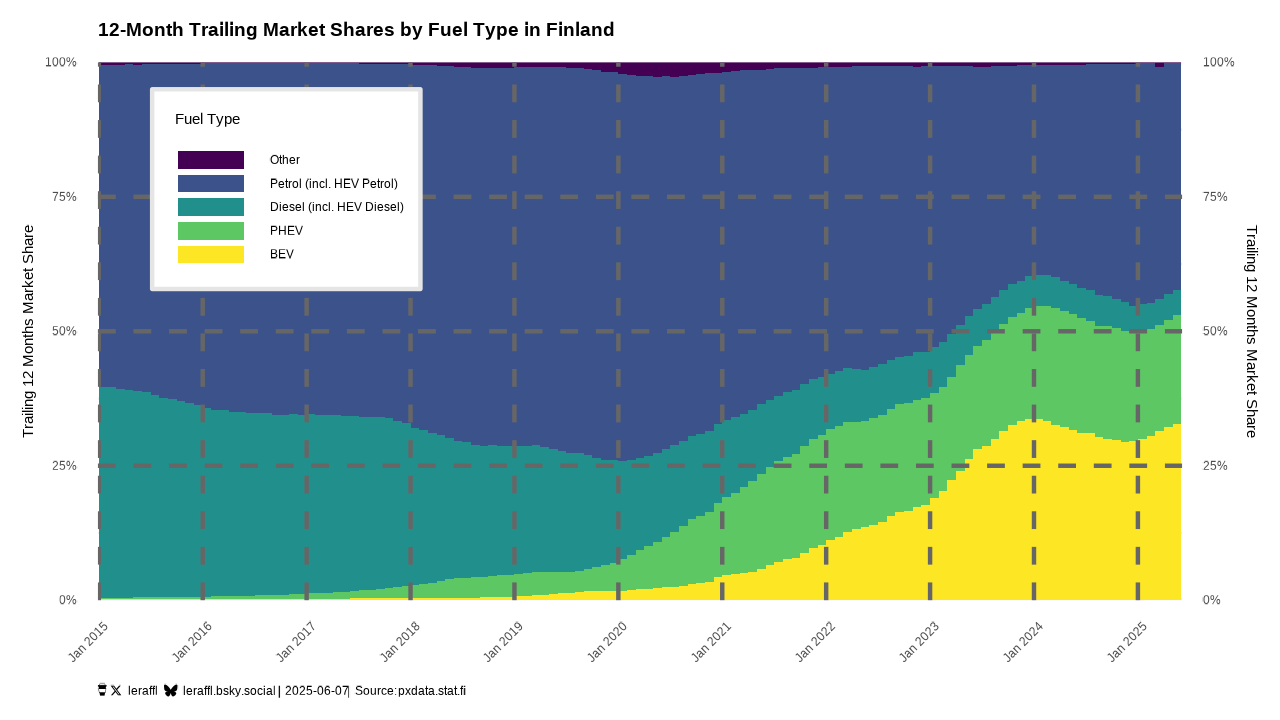 12-Month Trailing Market Shares by Fuel Type in Finland
100%
75%
50%
25%
0%
100%
75%
50%
25%
0%
Trailing 12 Months Market Share
Trailing 12 Months Market Share
Fuel Type
Other
Petrol (incl. HEV Petrol)
Diesel (incl. HEV Diesel)
PHEV
BEV
Jan 2015
Jan 2016
Jan 2017
Jan 2018
Jan 2019
Jan 2020
Jan 2021
Jan 2022
Jan 2023
Jan 2024
Jan 2025
leraffl leraffl.bsky.social | 2025-06-07| Source:pxdata.stat.fi